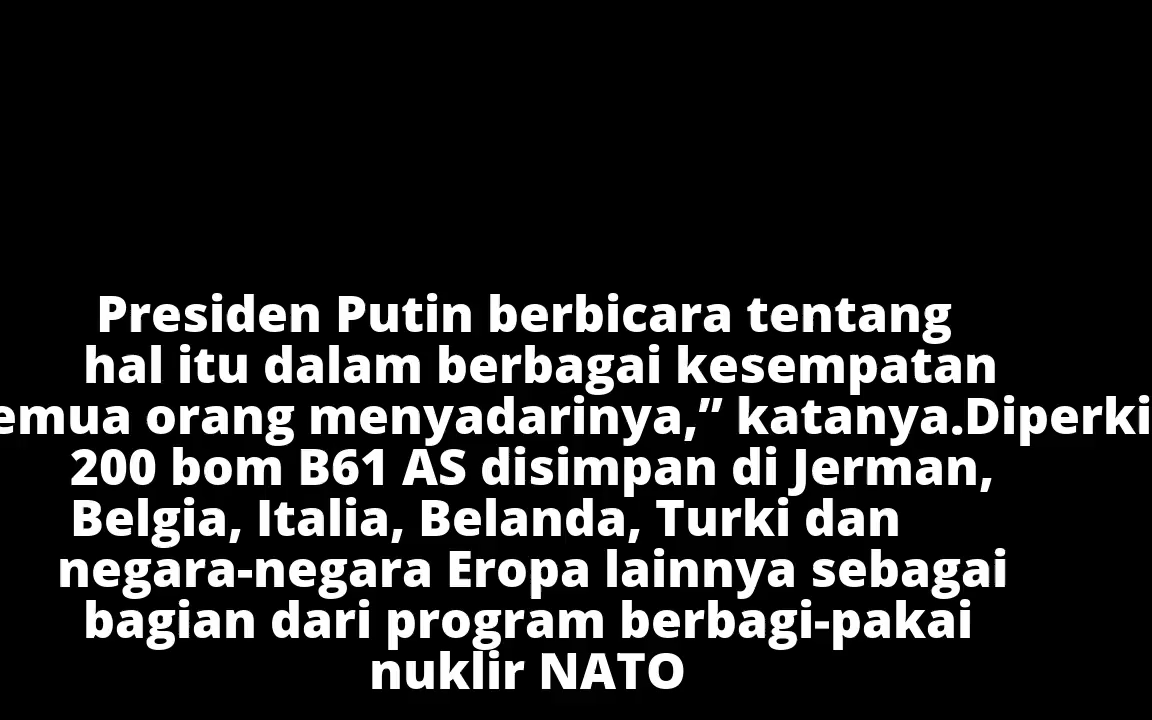 Presiden Putin berbicara tentang
hal itu dalam berbagai kesempatan
emua orang menyadarinya,” katanya.Diperki
200 bom B61 AS disimpan di Jerman,
Belgia, Italia, Belanda, Turki dan
negara-negara Eropa lainnya sebagai
bagian dari program berbagi-pakai
nuklir NATO